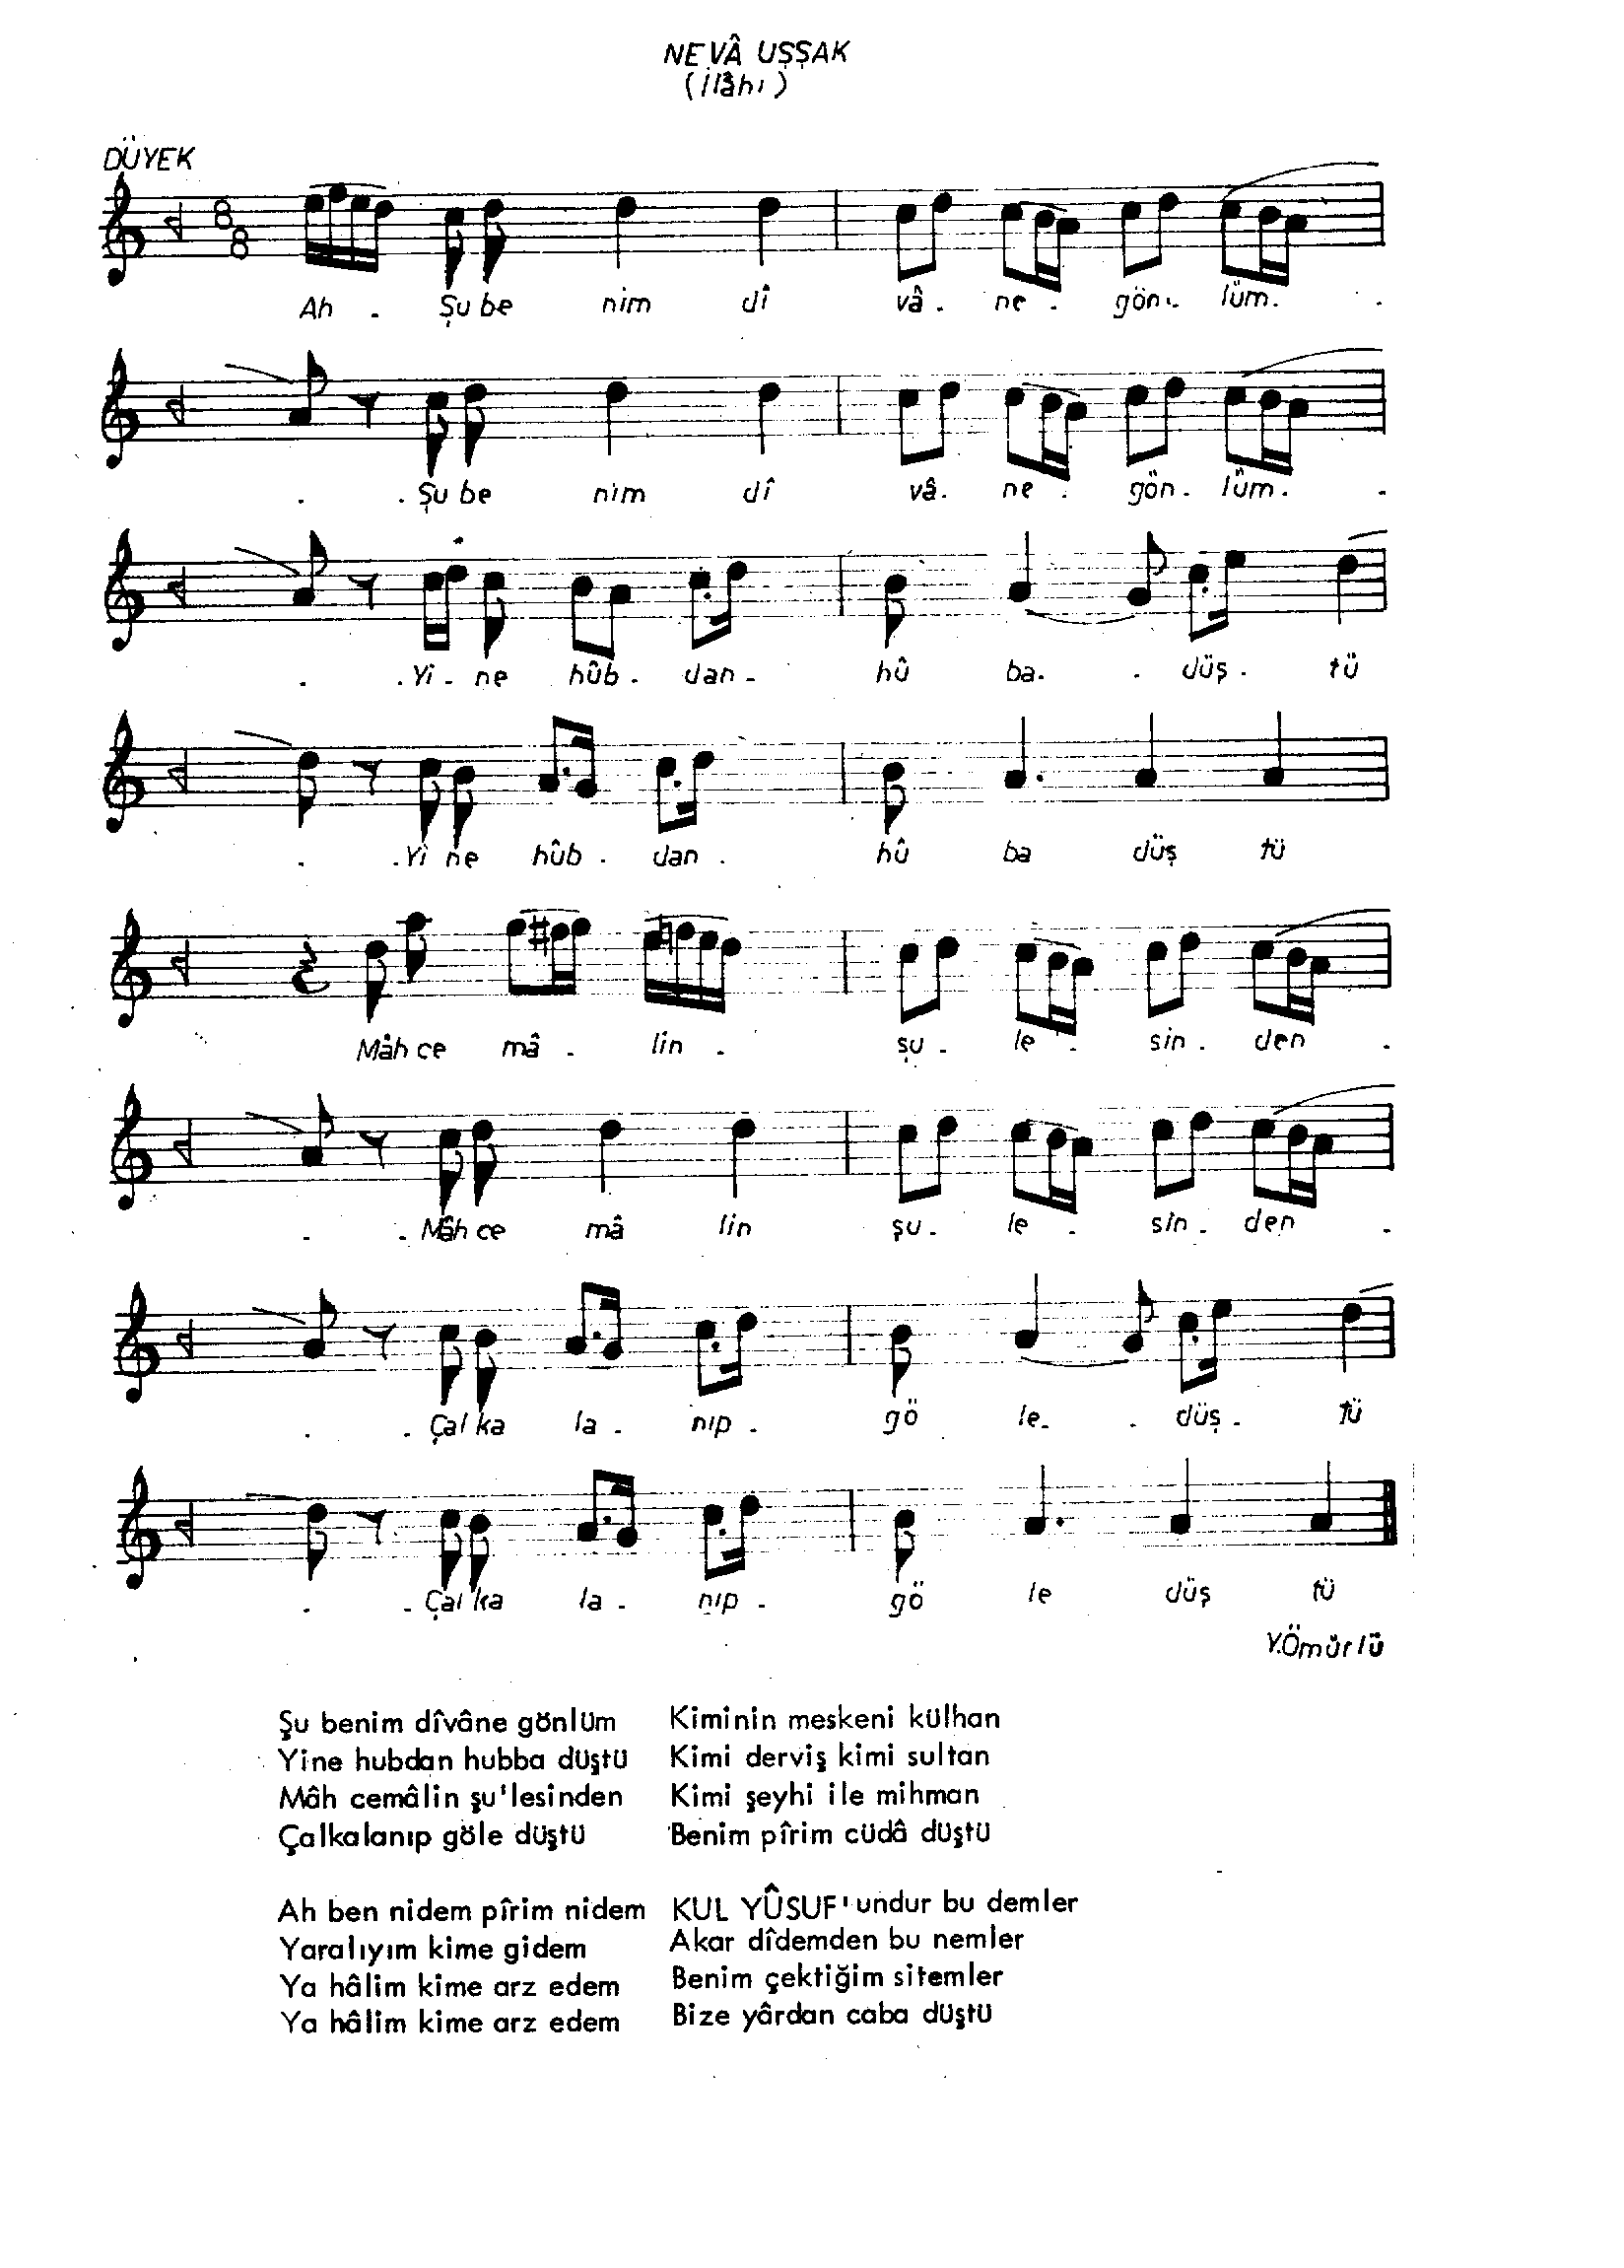 NEVÂ UŞŞAK
(İlâhi)
DÜYEK
8
8
Ah . Şu be nim dî vâ . ne . gön . lüm . .
. . Şu be nim dî vâ . ne . gön . lüm . .
. . Yi - ne hûb . dan - hû ba . . düş . tü
. . Yi ne hûb . dan . hû ba düş tü
Mâh ce mâ . lin . şu . le . sin . den .
. . Mâh ce mâ lin şu . le . sin . den .
. . Çal ka la . nıp . gö le . . düş . tü
. . Çal ka la . nıp . gö le düş tü
Y.Ömürlü
Şu benim dîvâne gönlüm
Yine hubdan hubba düştü
Mâh cemâlin şu'lesinden
Çalkalanıp göle düştü
Ah ben nidem pîrim nidem
Yaralıyım kime gidem
Ya hâlim kime arz edem
Ya hâlim kime arz edem
Kiminin meskeni külhan
Kimi derviş kimi sultan
Kimi şeyhi ile mihman
Benim pîrim cüdâ düştü
KUL YÛSUF'undur bu demler
Akar dîdemden bu nemler
Benim çektiğim sitemler
Bize yârdan caba düştü